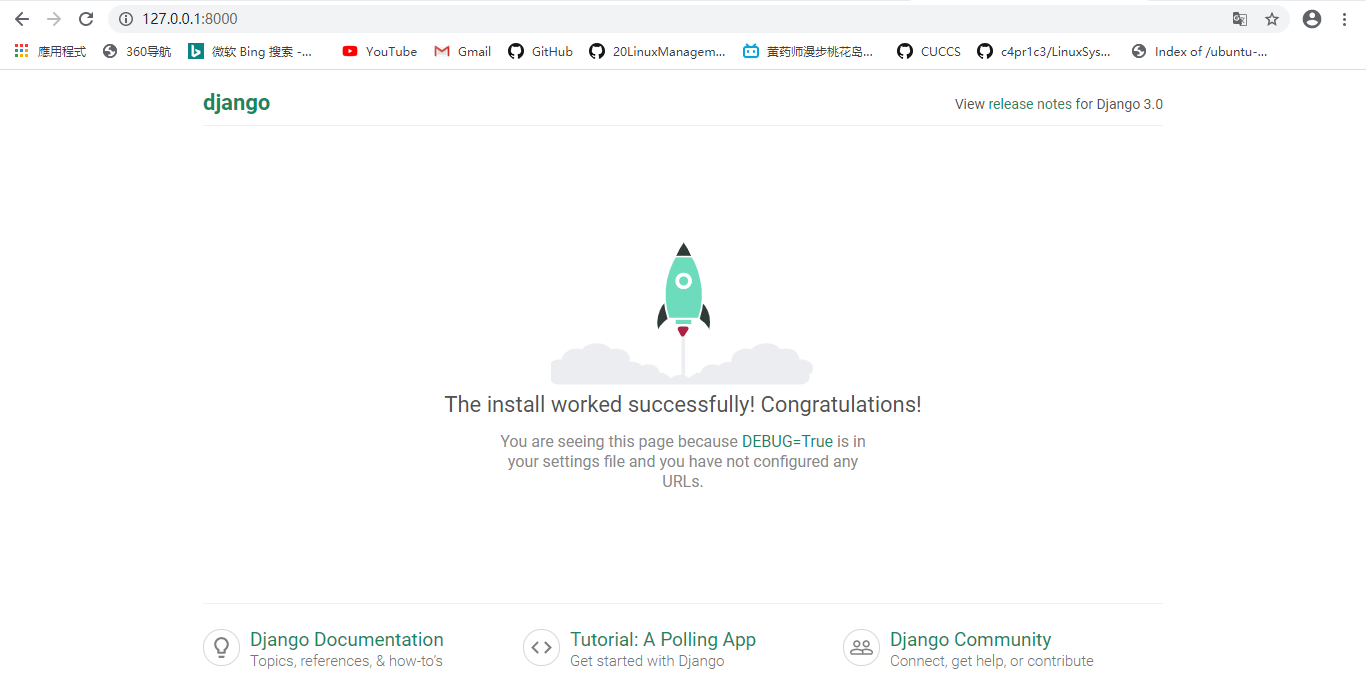 127.0.0.1:8000
應用程式 360导航 微软 Bing 搜索 -... YouTube Gmail GitHub 20LinuxManagem... 黄药师漫步桃花岛... CUCCS c4pr1c3/LinuxSys... Index of /ubuntu-...
django View release notes for Django 3.0
The install worked successfully! Congratulations!
You are seeing this page because DEBUG=True is in
your settings file and you have not configured any
URLs.
Django Documentation Tutorial: A Polling App Django Community
Topics, references, & how-to's Get started with Django Connect, get help, or contribute